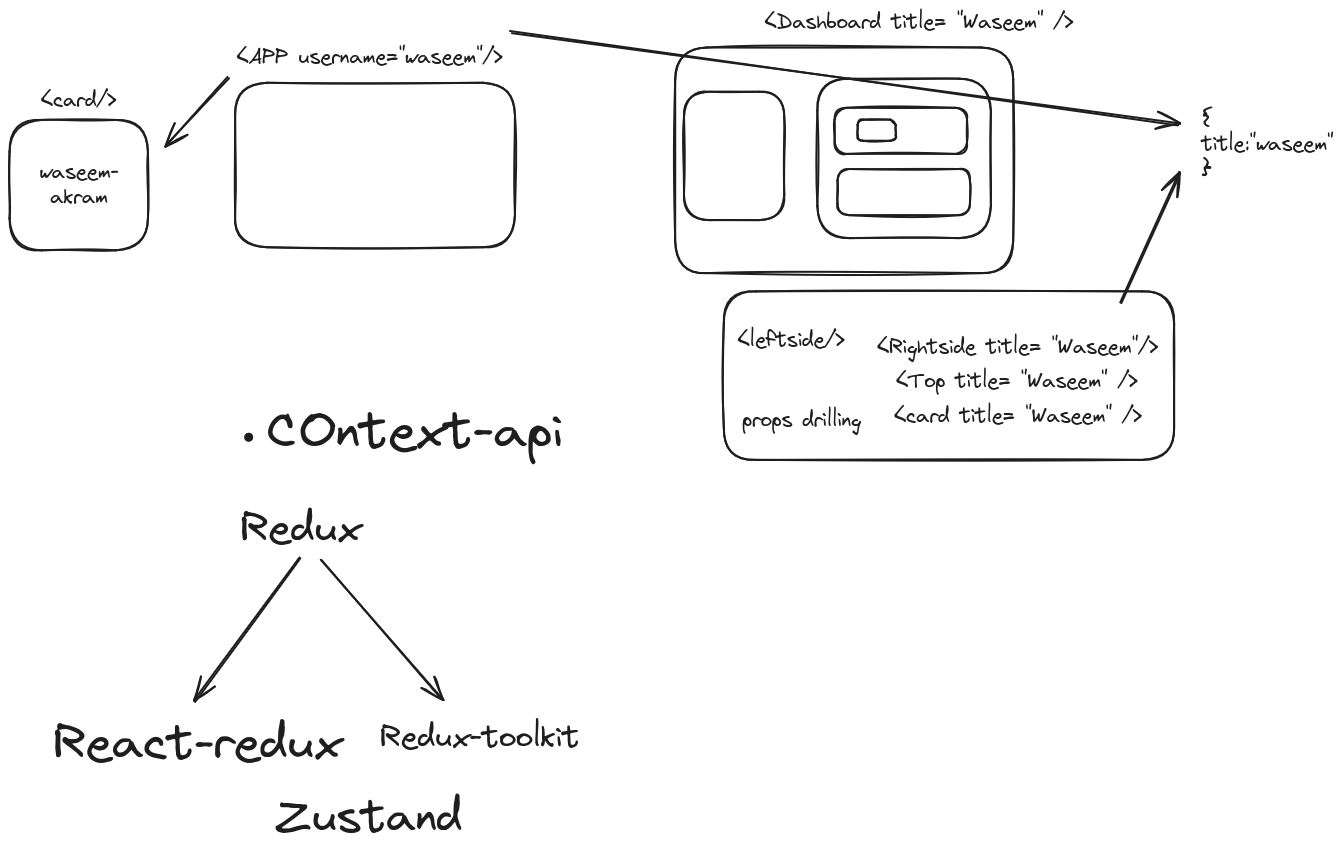 <Dashboard title= "Waseem" />
<APP username="waseem"/>
<card/>
waseem-
akram
{
title:"waseem"
}
<leftside/>
<Rightside title= "Waseem"/>
<Top title= "Waseem" />
<card title= "Waseem" />
props drilling
. COntext-api
Redux
React-redux
Redux-toolkit
Zustand